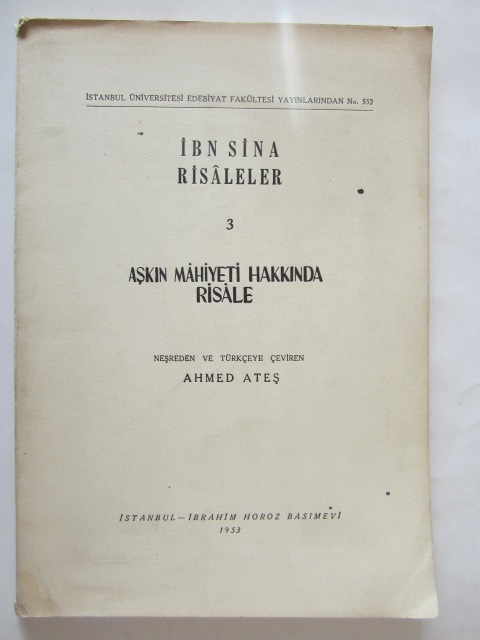 İSTANBUL ÜNİVERSİTESİ EDEBİYAT FAKÜLTESİ YAYINLARINDAN No. 552
İBN SİNA
RİSÂLELER
3
AŞKIN MÂHİYETİ HAKKINDA
RİSÂLE
NEŞREDEN VE TÜRKÇEYE ÇEVİREN
AHMED ATEŞ
İSTANBUL — İBRAHİM HOROZ BASIMEVİ
1953